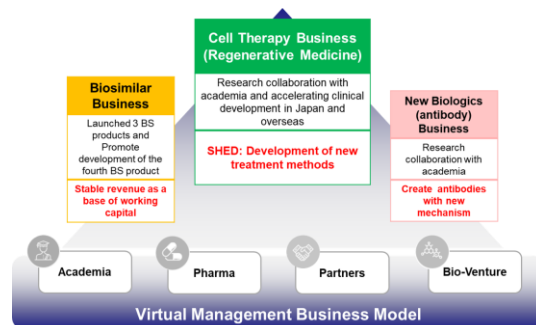 Cell Therapy Business
(Regenerative Medicine)
Research collaboration with
academia and accelerating clinical
development in Japan and
overseas
SHED: Development of new
treatment methods
Biosimilar
Business
Launched 3 BS
products and
Promote
development of the
fourth BS product
Stable revenue as a
base of working
capital
New Biologics
(antibody)
Business
Research
collaboration with
academia
Create antibodies
with new
mechanism
Academia
Pharma
Partners
Bio-Venture
Virtual Management Business Model